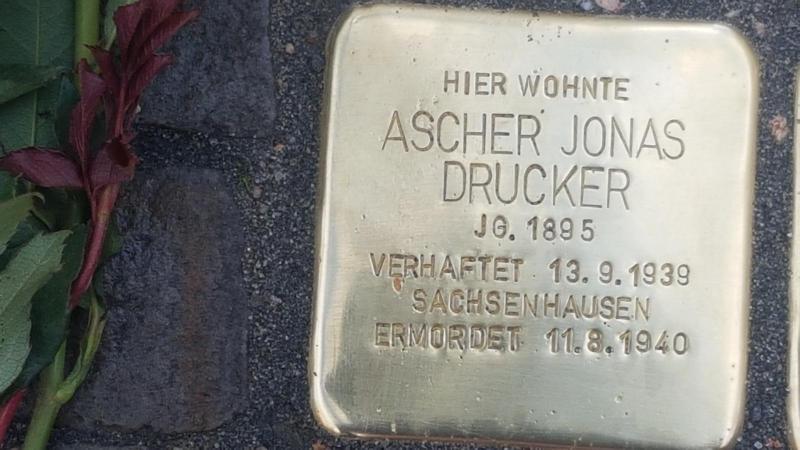 HIER WOHNTE
ASCHER JONAS
DRUCKER
JG. 1895
VERHAFTET 13.9.1939
SACHSENHAUSEN
ERMORDET 11.8.1940